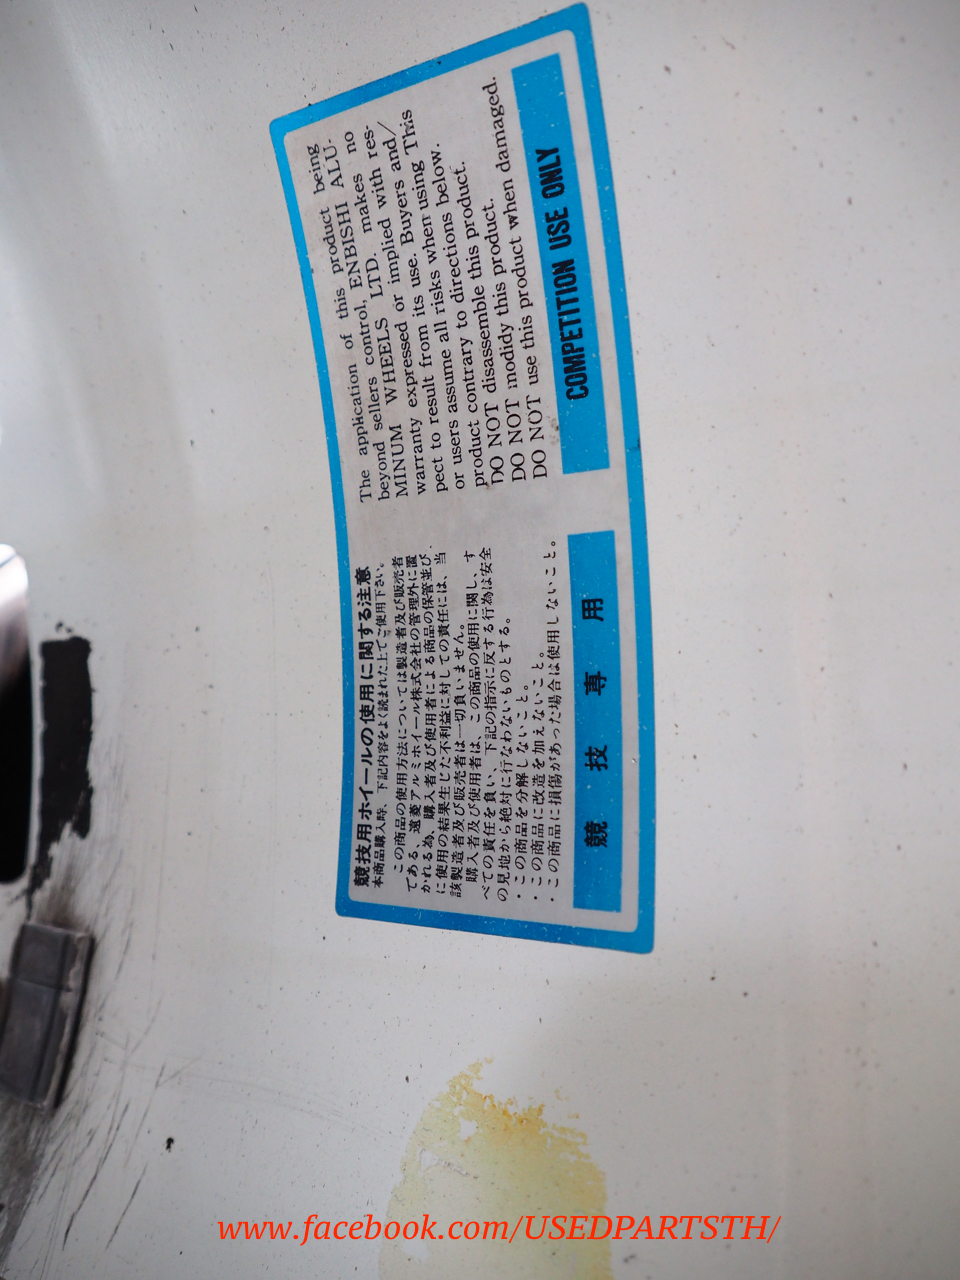 競技用ホイールの使用に関する注意
本商品購入時、下記内容をよく読まれた上でご使用下さい。
この商品の使用方法については製造者及び販売者
である、遠菱アルミホイール株式会社の管理外に置
かれる為、購入者及び使用者による商品の保管並び
に使用の結果生じた不利益に対しての責任には、当
該製造者及び販売者は一切負いません。
購入者及び使用者は、この商品の使用に関し、す
べての責任を負い、下記の指示に反する行為は安全
の見地から絶対に行なわないものとする。
・この商品を分解しないこと。
・この商品に改造を加えないこと。
・この商品に損傷があった場合は使用しないこと。
競技専用
The application of this product being
beyond sellers control, ENBISHI ALU-
MINUM WHEELS LTD. makes no
warranty expressed or implied with res-
pect to result from its use. Buyers and/
or users assume all risks when using This
product contrary to directions below.
DO NOT disassemble this product.
DO NOT modidy this product.
DO NOT use this product when damaged.
COMPETITION USE ONLY
www.facebook.com/USEDPARTSTH/